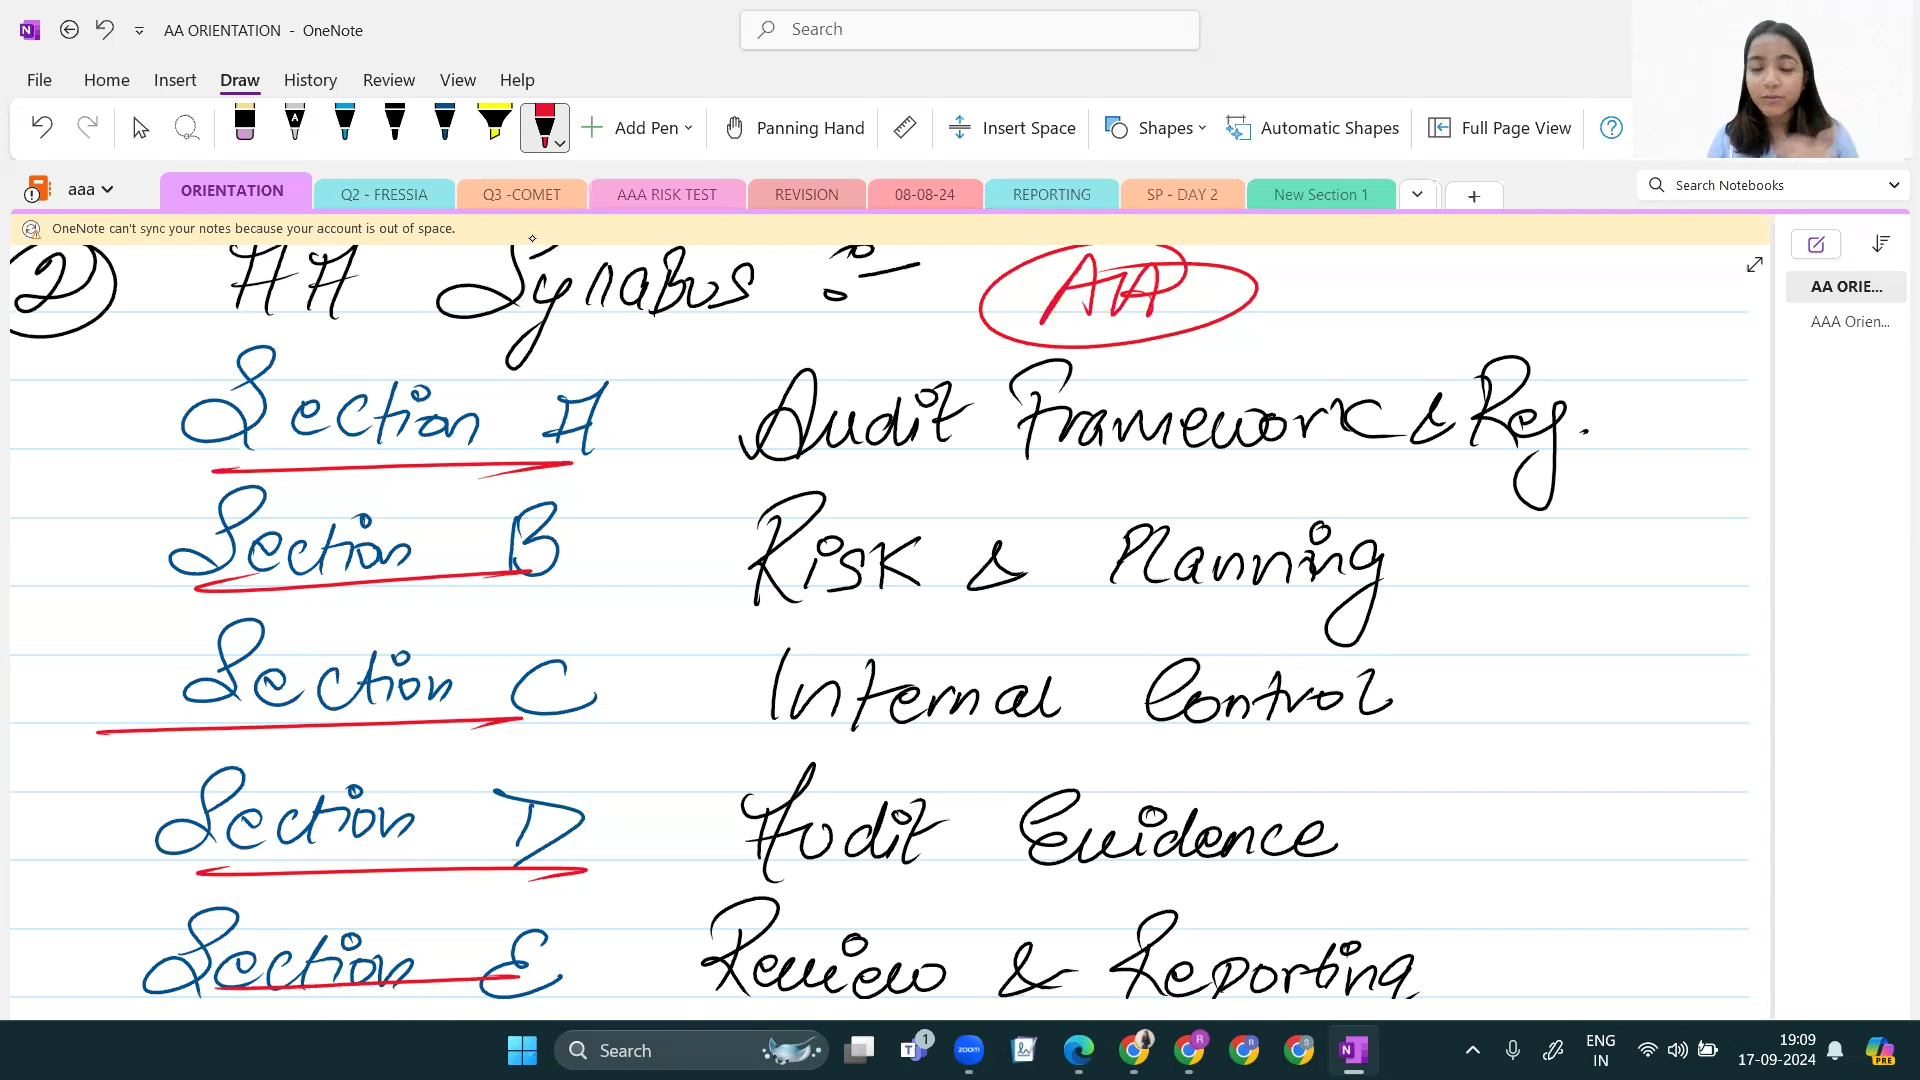 AA ORIENTATION - OneNote
Search
File Home Insert Draw History Review View Help
Add Pen Panning Hand Insert Space Shapes Automatic Shapes Full Page View
aaa ORIENTATION Q2 - FRESSIA Q3 -COMET AAA RISK TEST REVISION 08-08-24 REPORTING SP - DAY 2 New Section 1 Search Notebooks
OneNote can't sync your notes because your account is out of space.
2) AA Syllabus :- AAA
AA ORIE...
AAA Orien...
Section A Audit Framework & Reg.
Section B Risk & Planning
Section C Internal Control
Section D Audit Evidence
Section E Review & Reporting
Search
1
zoom
ENG
IN
19:09
17-09-2024
PRE